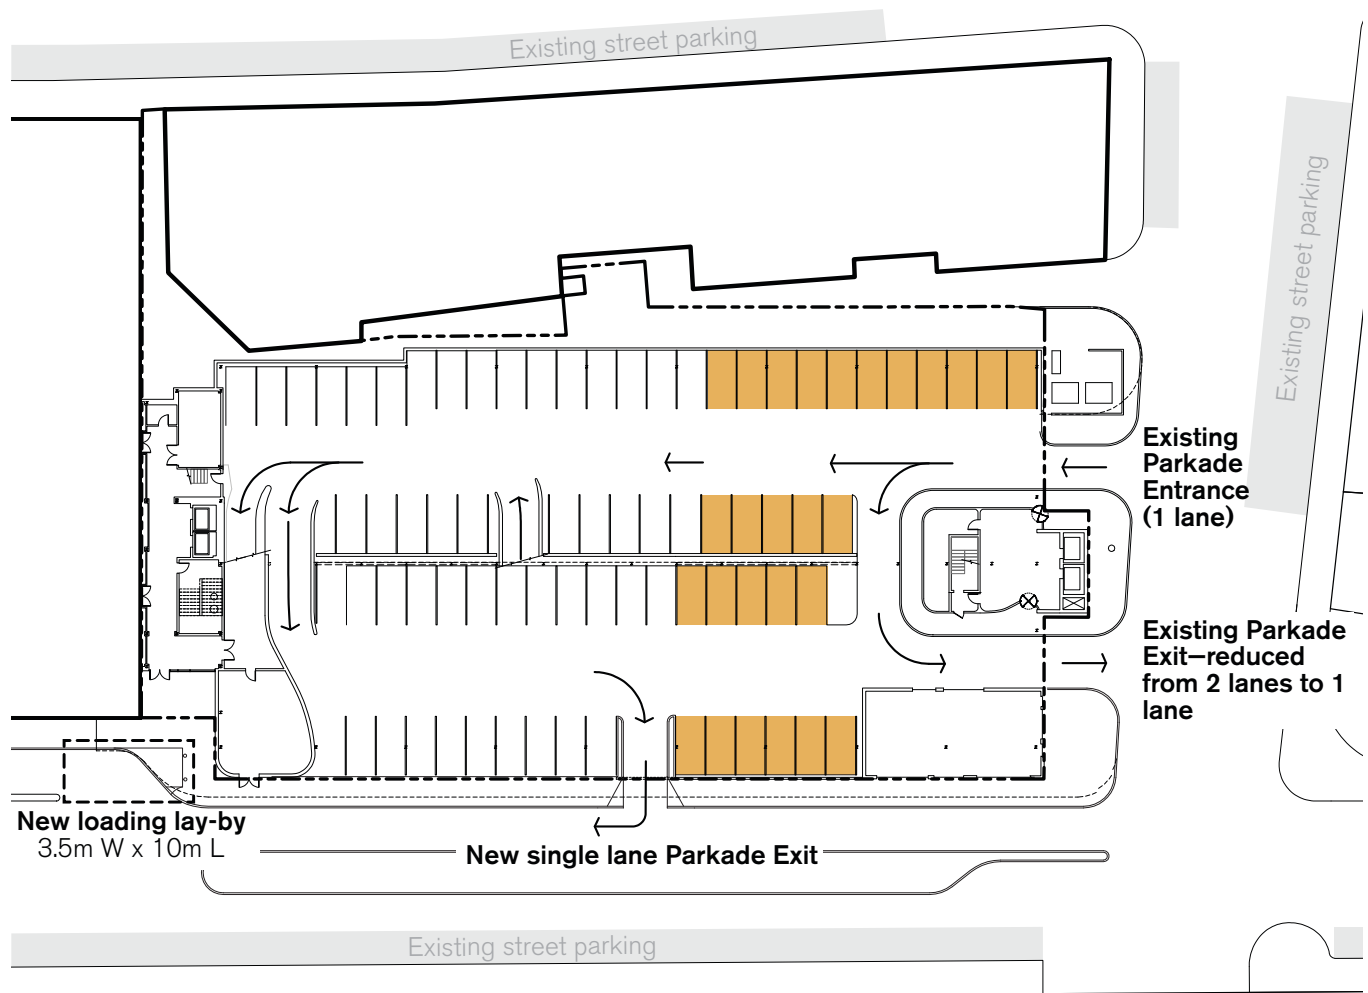 Existing street parking
Existing street parking
Existing
Parkade
Entrance
(1 lane)
Existing Parkade
Exit—reduced
from 2 lanes to 1
lane
New loading lay-by
3.5m W x 10m L
New single lane Parkade Exit
Existing street parking